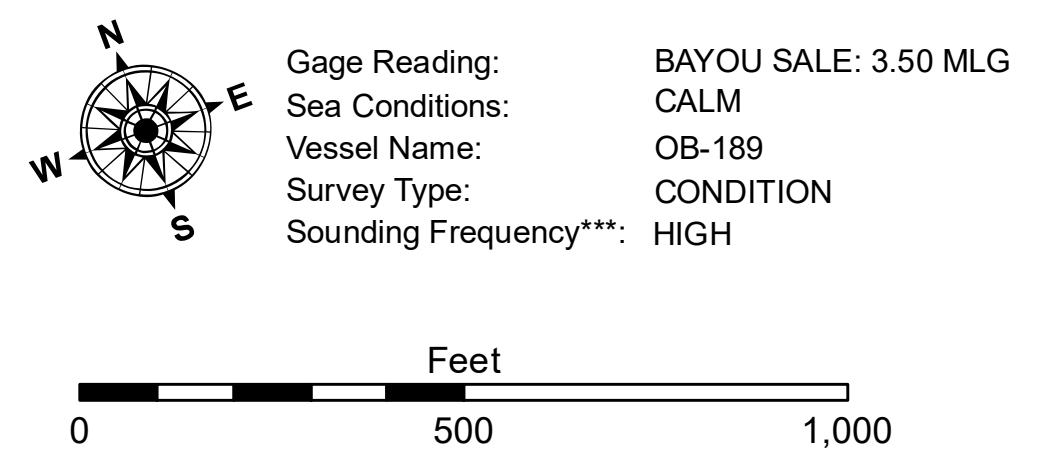 N
E
W
S
Gage Reading: BAYOU SALE: 3.50 MLG
Sea Conditions: CALM
Vessel Name: OB-189
Survey Type: CONDITION
Sounding Frequency***: HIGH
Feet
0 500 1,000